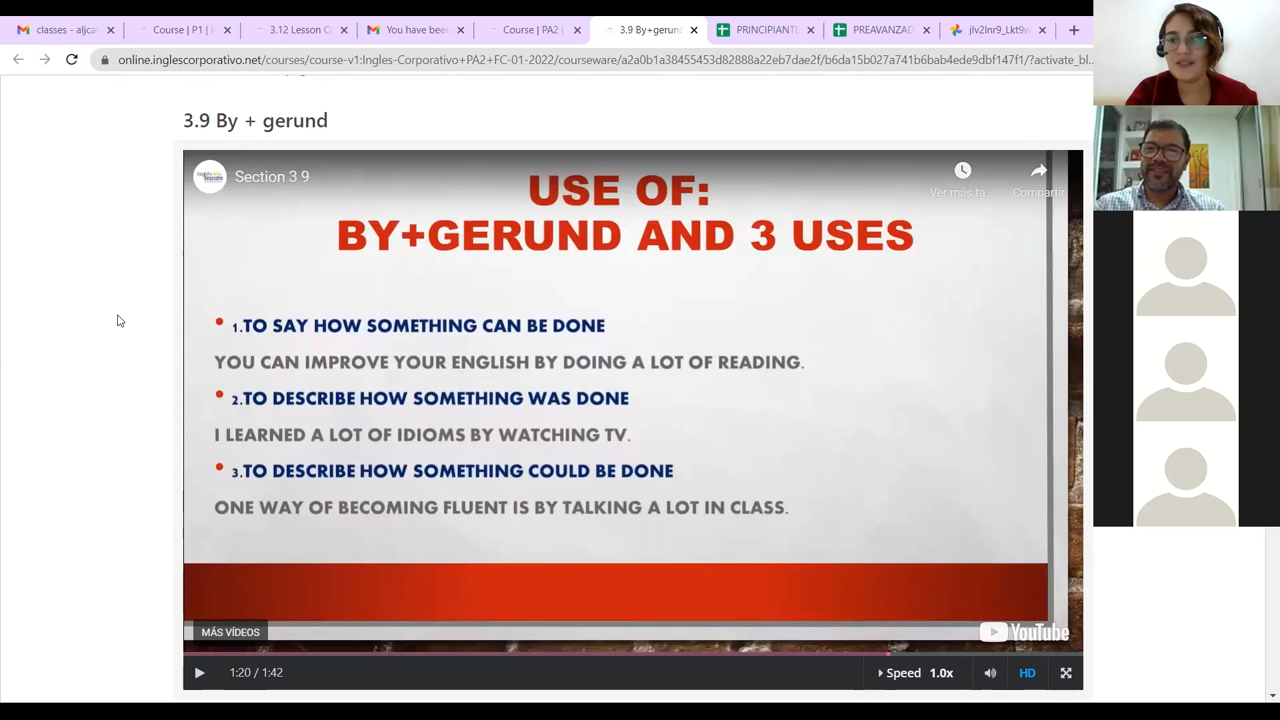 classes - aljca
Course | P1 | I
3.12 Lesson Q
You have been
Course | PA2 |
3.9 By+gerund
PRINCIPIANTE
PREAVANZAD
jlv2lnr9_Lkt9w
online.inglescorporativo.net/courses/course-v1:Ingles-Corporativo+PA2+FC-01-2022/courseware/a2a0b1a38455453d82888a22eb7dae2f/b6da15b027a741b6bab4ede9dbf147f1/?activate_bl...
3.9 By + gerund
Section 3 9
Ver más ta...
Compartir
USE OF:
BY+GERUND AND 3 USES
• 1.TO SAY HOW SOMETHING CAN BE DONE
YOU CAN IMPROVE YOUR ENGLISH BY DOING A LOT OF READING.
• 2.TO DESCRIBE HOW SOMETHING WAS DONE
I LEARNED A LOT OF IDIOMS BY WATCHING TV.
• 3.TO DESCRIBE HOW SOMETHING COULD BE DONE
ONE WAY OF BECOMING FLUENT IS BY TALKING A LOT IN CLASS.
MÁS VÍDEOS
YouTube
1:20 / 1:42
Speed 1.0x
HD